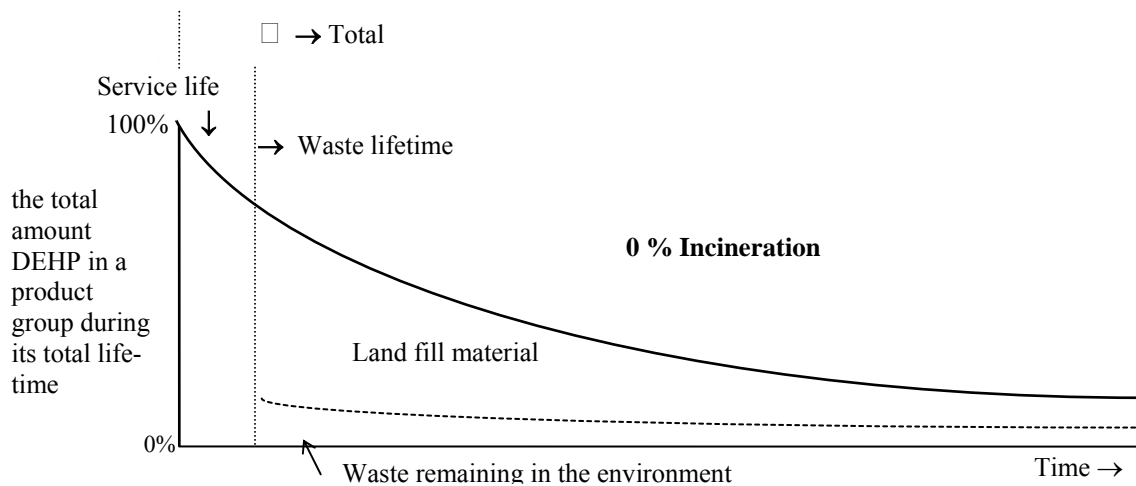 □ → Total
Service life
100%
→ Waste lifetime
the total
amount
DEHP in a
product
group during
its total life-
time
0 % Incineration
Land fill material
0%
Waste remaining in the environment
Time →